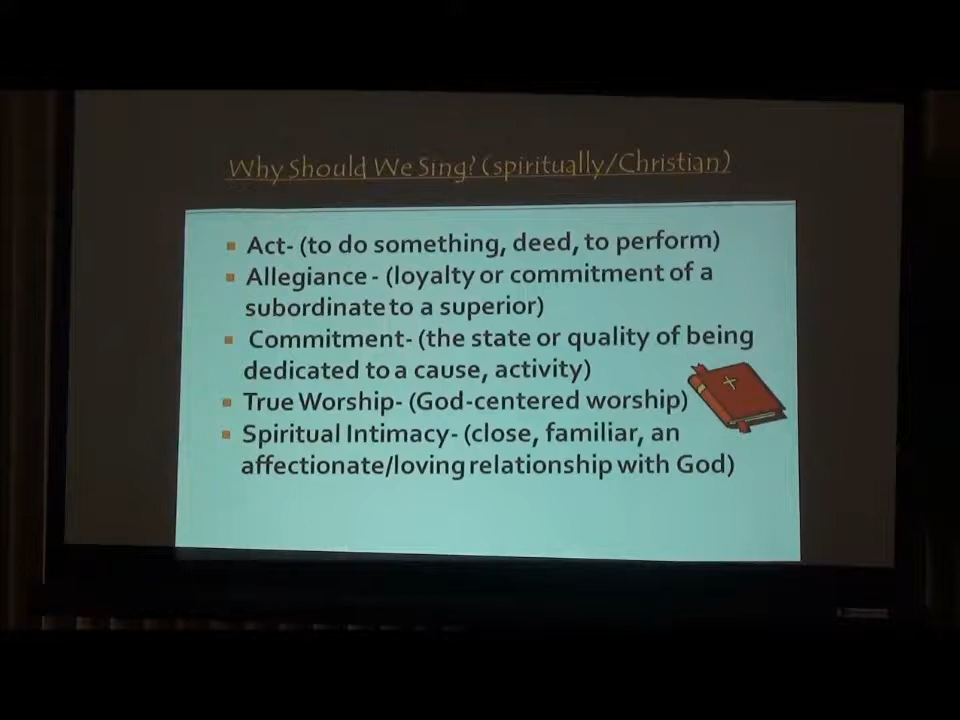 Why Should We Sing? (spiritually/Christian)
Act- (to do something, deed, to perform)
Allegiance - (loyalty or commitment of a
subordinate to a superior)
Commitment- (the state or quality of being
dedicated to a cause, activity)
True Worship- (God-centered worship)
Spiritual Intimacy- (close, familiar, an
affectionate/loving relationship with God)